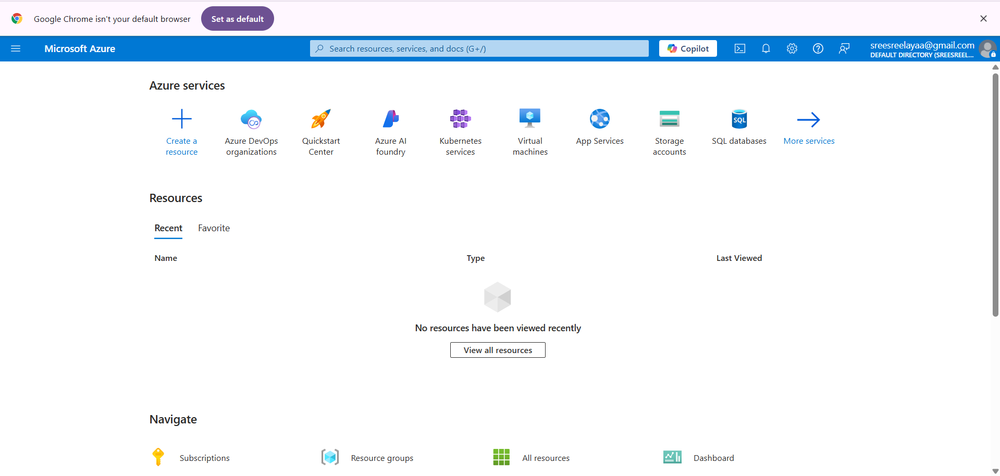 Google Chrome isn't your default browser
Set as default
Microsoft Azure
Search resources, services, and docs (G+/)
Copilot
sreesreelayaa@gmail.com
DEFAULT DIRECTORY (SREESREEL...
Azure services
Create a
resource
Azure DevOps
organizations
Quickstart
Center
Azure AI
foundry
Kubernetes
services
Virtual
machines
App Services
Storage
accounts
SQL
SQL databases
More services
Resources
Recent
Favorite
Name
Type
Last Viewed
No resources have been viewed recently
View all resources
Navigate
Subscriptions
Resource groups
All resources
Dashboard